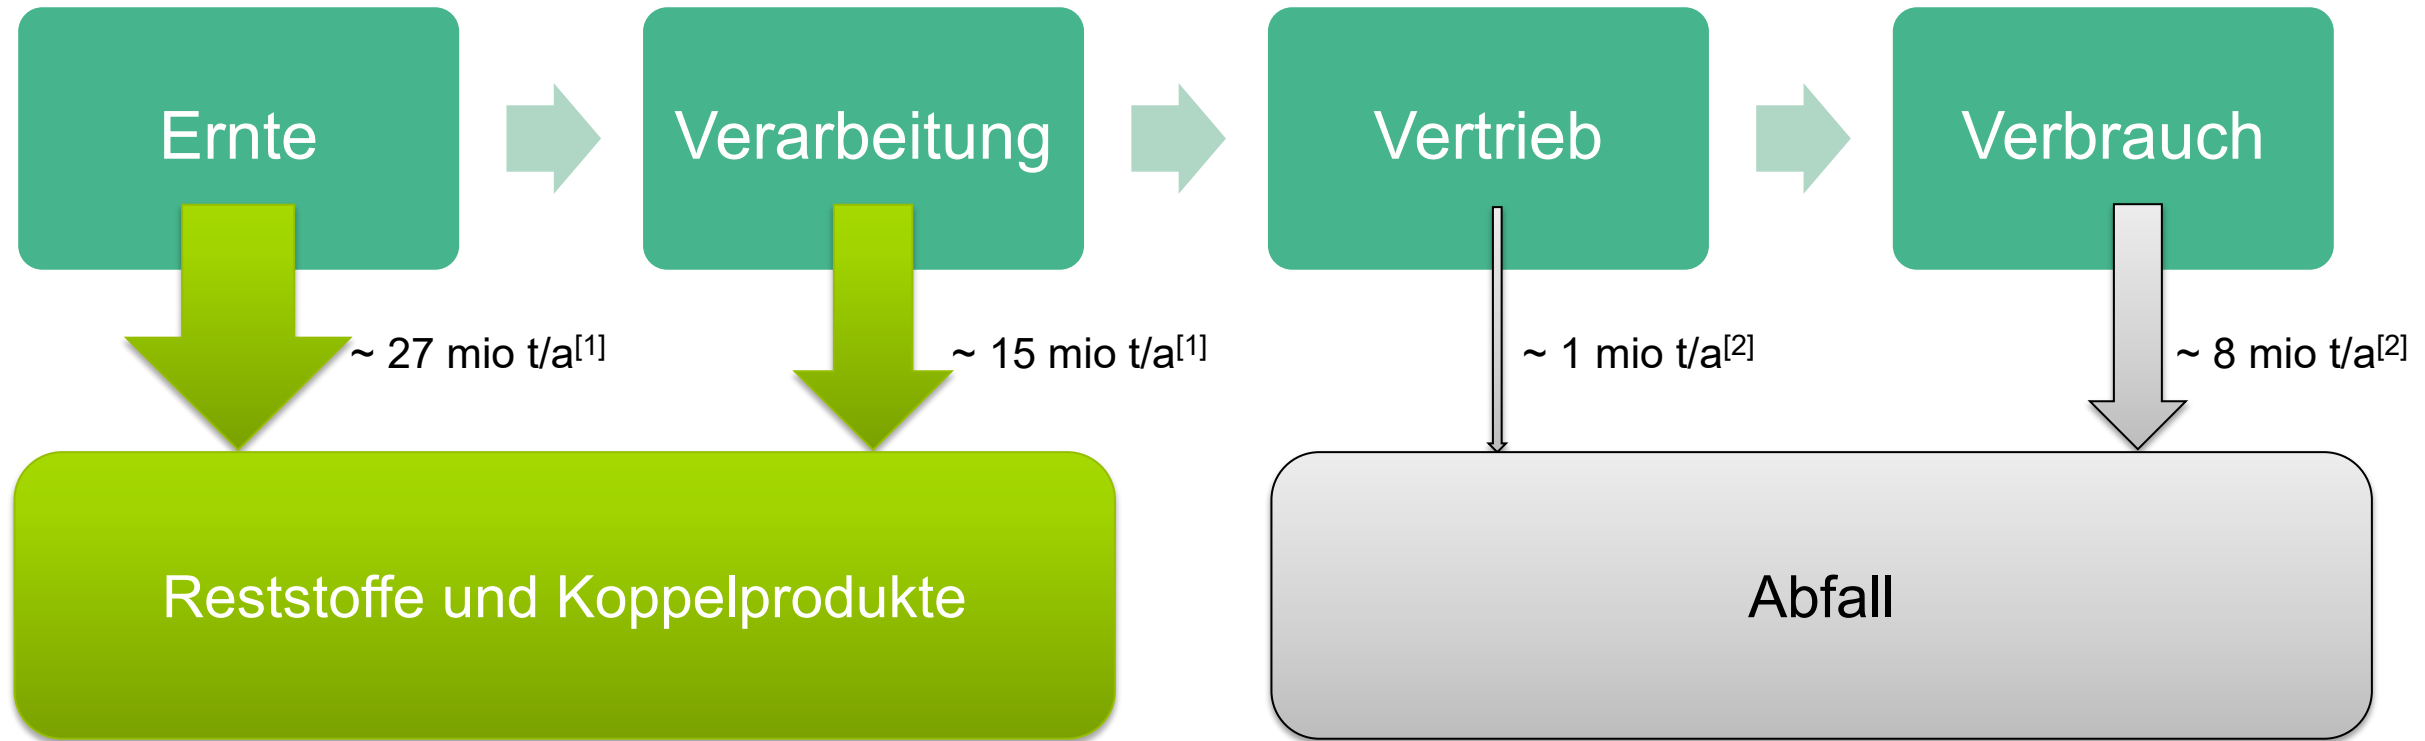 Ernte
Verarbeitung
Vertrieb
Verbrauch
~ 27 mio t/a[1]
~ 15 mio t/a[1]
~ 1 mio t/a[2]
~ 8 mio t/a[2]
Reststoffe und Koppelprodukte
Abfall